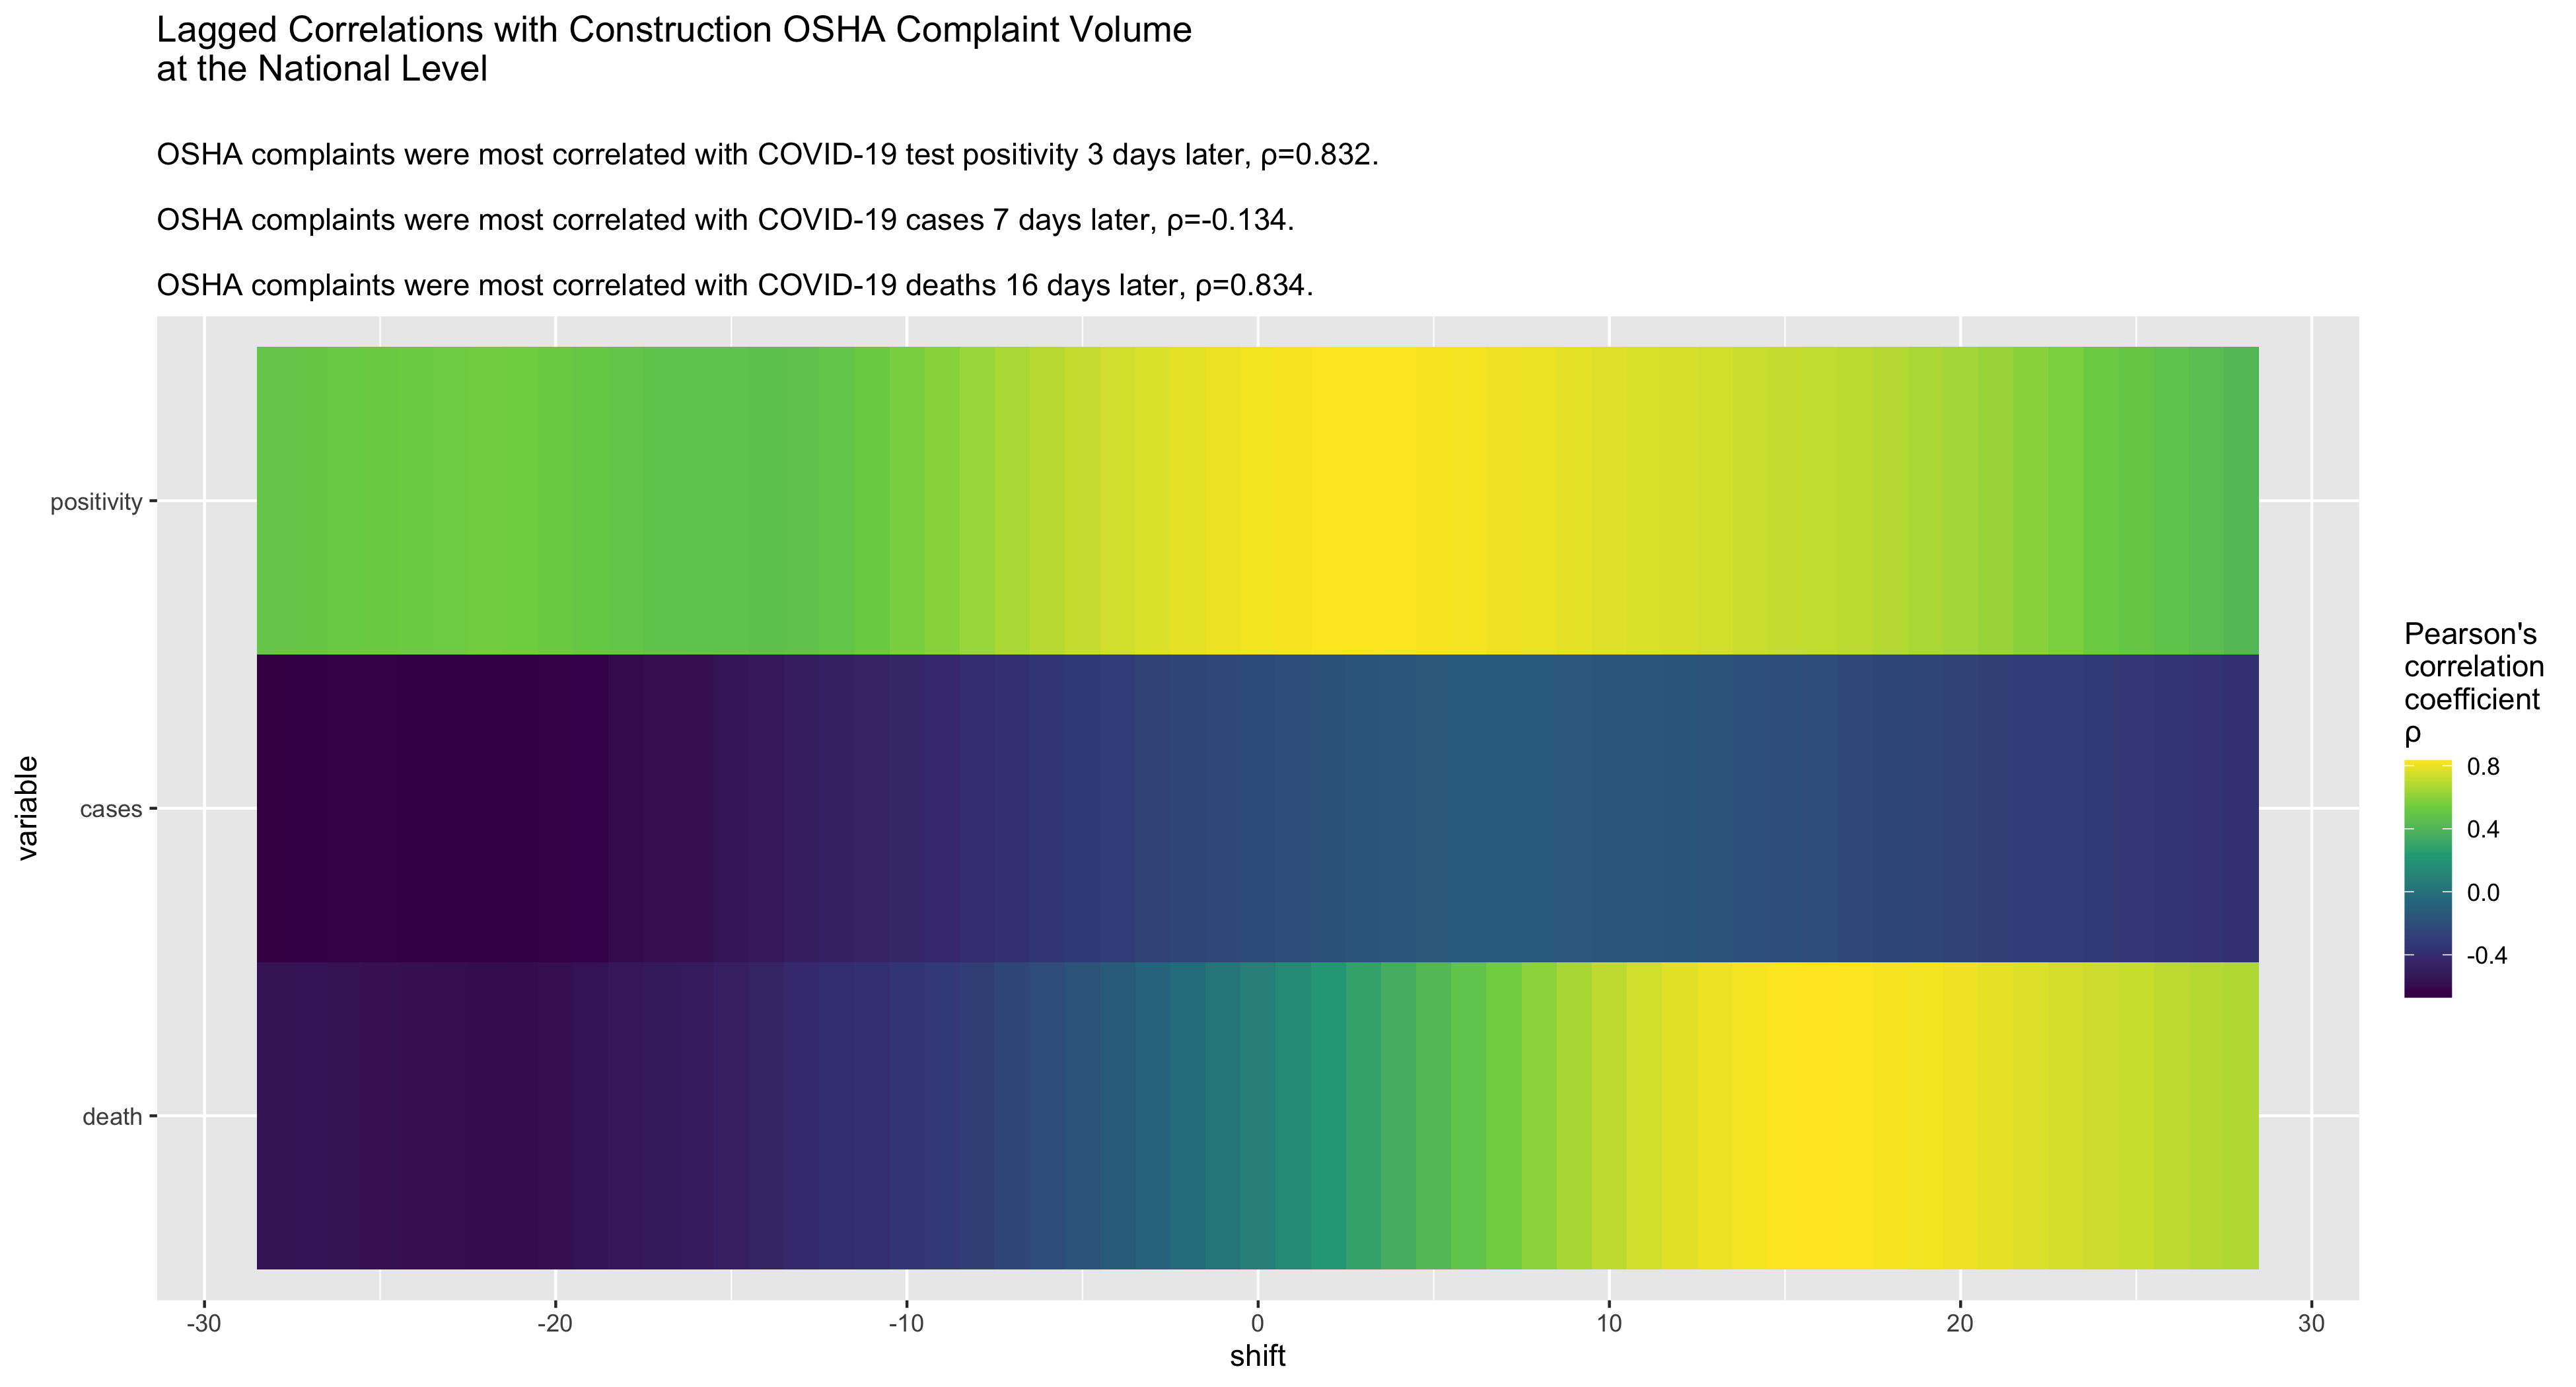 Lagged Correlations with Construction OSHA Complaint Volume
at the National Level
OSHA complaints were most correlated with COVID-19 test positivity 3 days later, ρ=0.832.
OSHA complaints were most correlated with COVID-19 cases 7 days later, ρ=-0.134.
OSHA complaints were most correlated with COVID-19 deaths 16 days later, ρ=0.834.
variable
positivity
cases
death
-30
-20
-10
0
10
20
30
shift
Pearson's
correlation
coefficient
ρ
0.8
0.4
0.0
-0.4